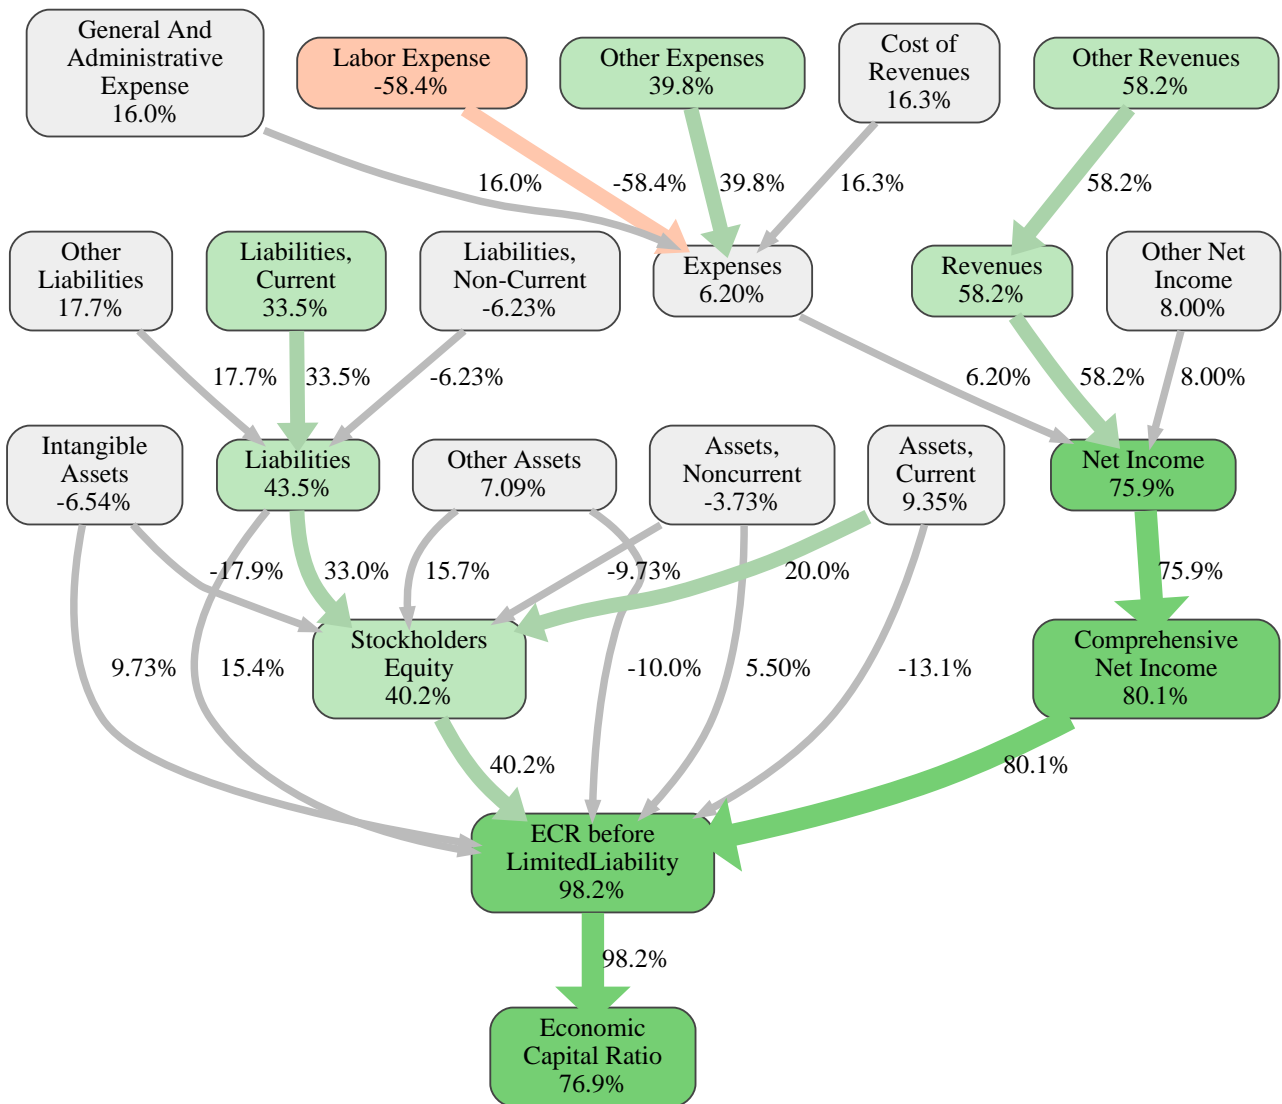 General And
Administrative
Expense
16.0%
Labor Expense
-58.4%
Other Expenses
39.8%
Cost of
Revenues
16.3%
Other Revenues
58.2%
16.0%
-58.4%
39.8%
16.3%
58.2%
Other
Liabilities
17.7%
Liabilities,
Current
33.5%
Liabilities,
Non-Current
-6.23%
Expenses
6.20%
Revenues
58.2%
Other Net
Income
8.00%
17.7%
33.5%
-6.23%
6.20%
58.2%
8.00%
Intangible
Assets
-6.54%
Liabilities
43.5%
Other Assets
7.09%
Assets,
Noncurrent
-3.73%
Assets,
Current
9.35%
Net Income
75.9%
-17.9%
33.0%
15.7%
-9.73%
20.0%
75.9%
Stockholders
Equity
40.2%
Comprehensive
Net Income
80.1%
9.73%
15.4%
-10.0%
5.50%
-13.1%
40.2%
80.1%
ECR before
LimitedLiability
98.2%
98.2%
Economic
Capital Ratio
76.9%